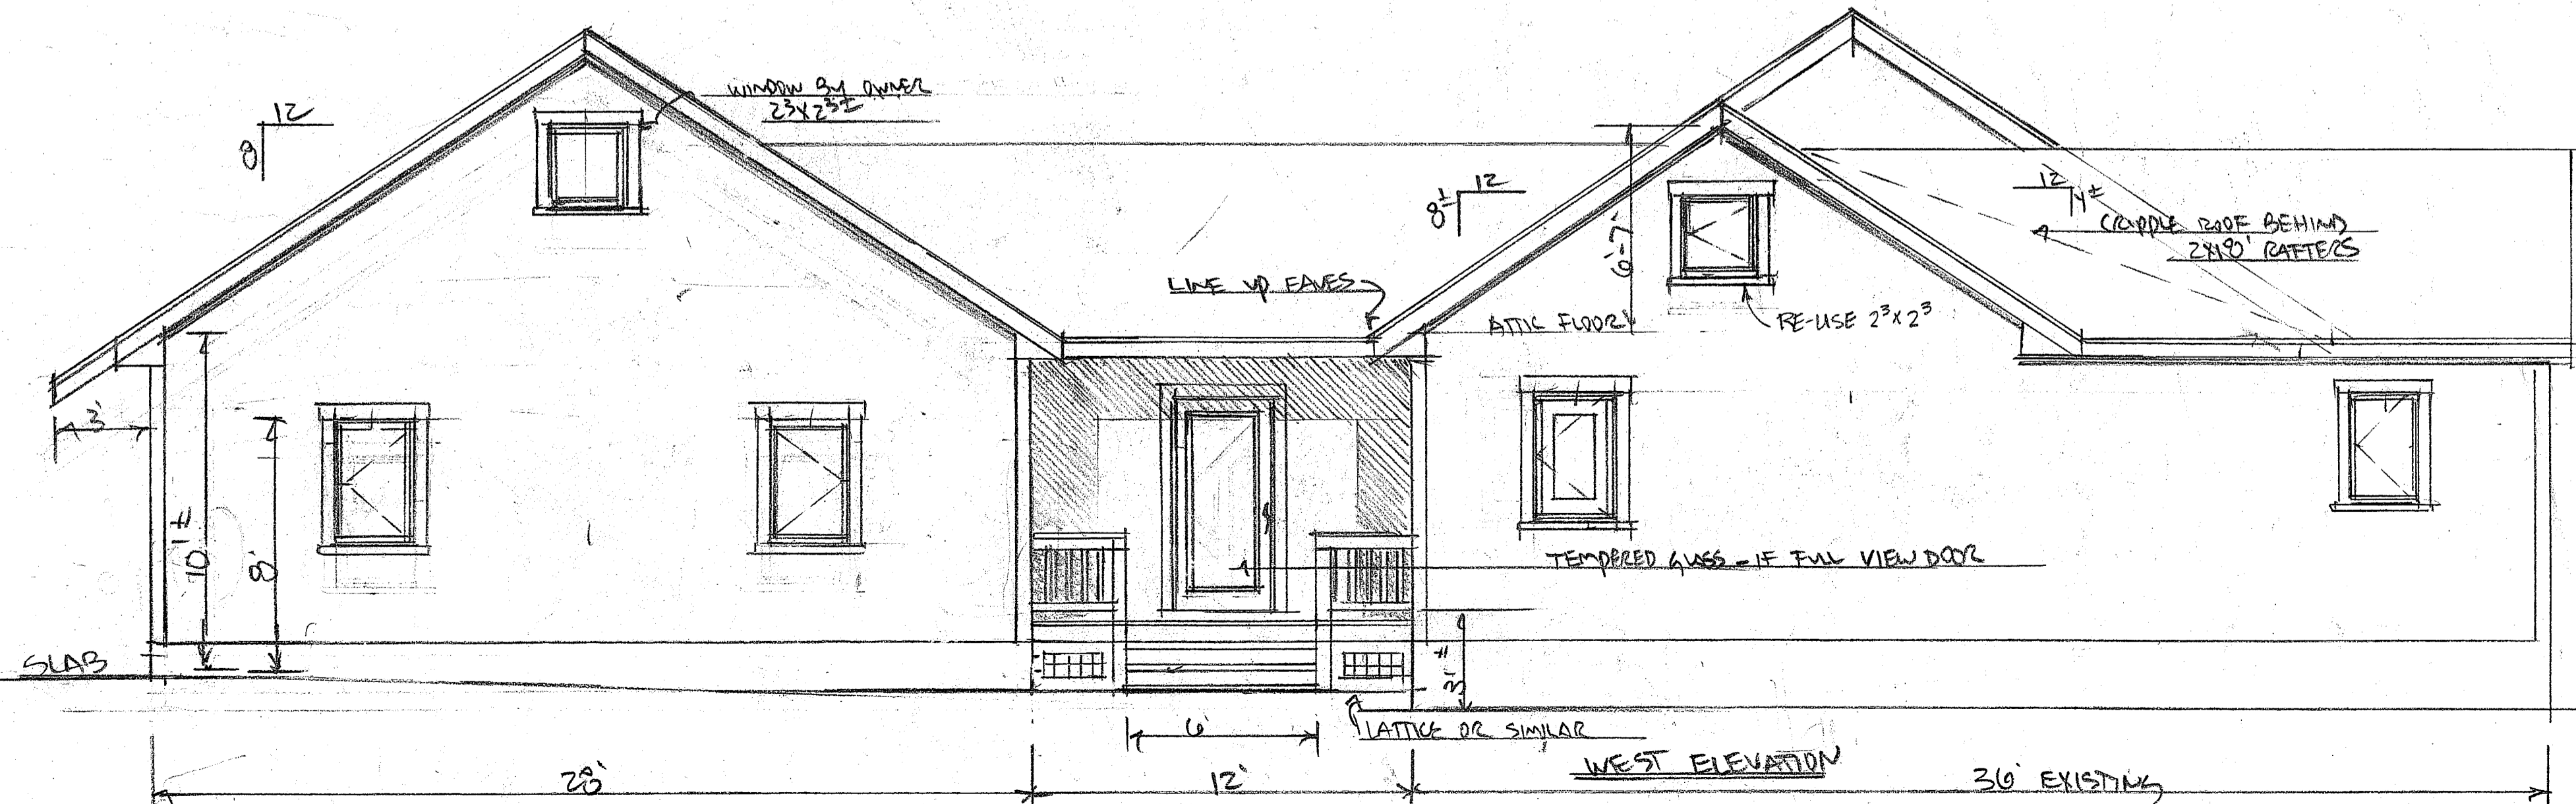 12
8
WINDOW BY OWNER
2³X2³±
12
8±
12
4±
CRIPPLE ROOF BEHIND
2X10" RAFTERS
6'-7"
LINE UP EAVES
ATTIC FLOOR
RE-USE 2³X2³
3'
10'±
8'
TEMPERED GLASS - IF FULL VIEW DOOR
SLAB
3'±
6'
LATTICE OR SIMILAR
WEST ELEVATION
28'
12'
36' EXISTING